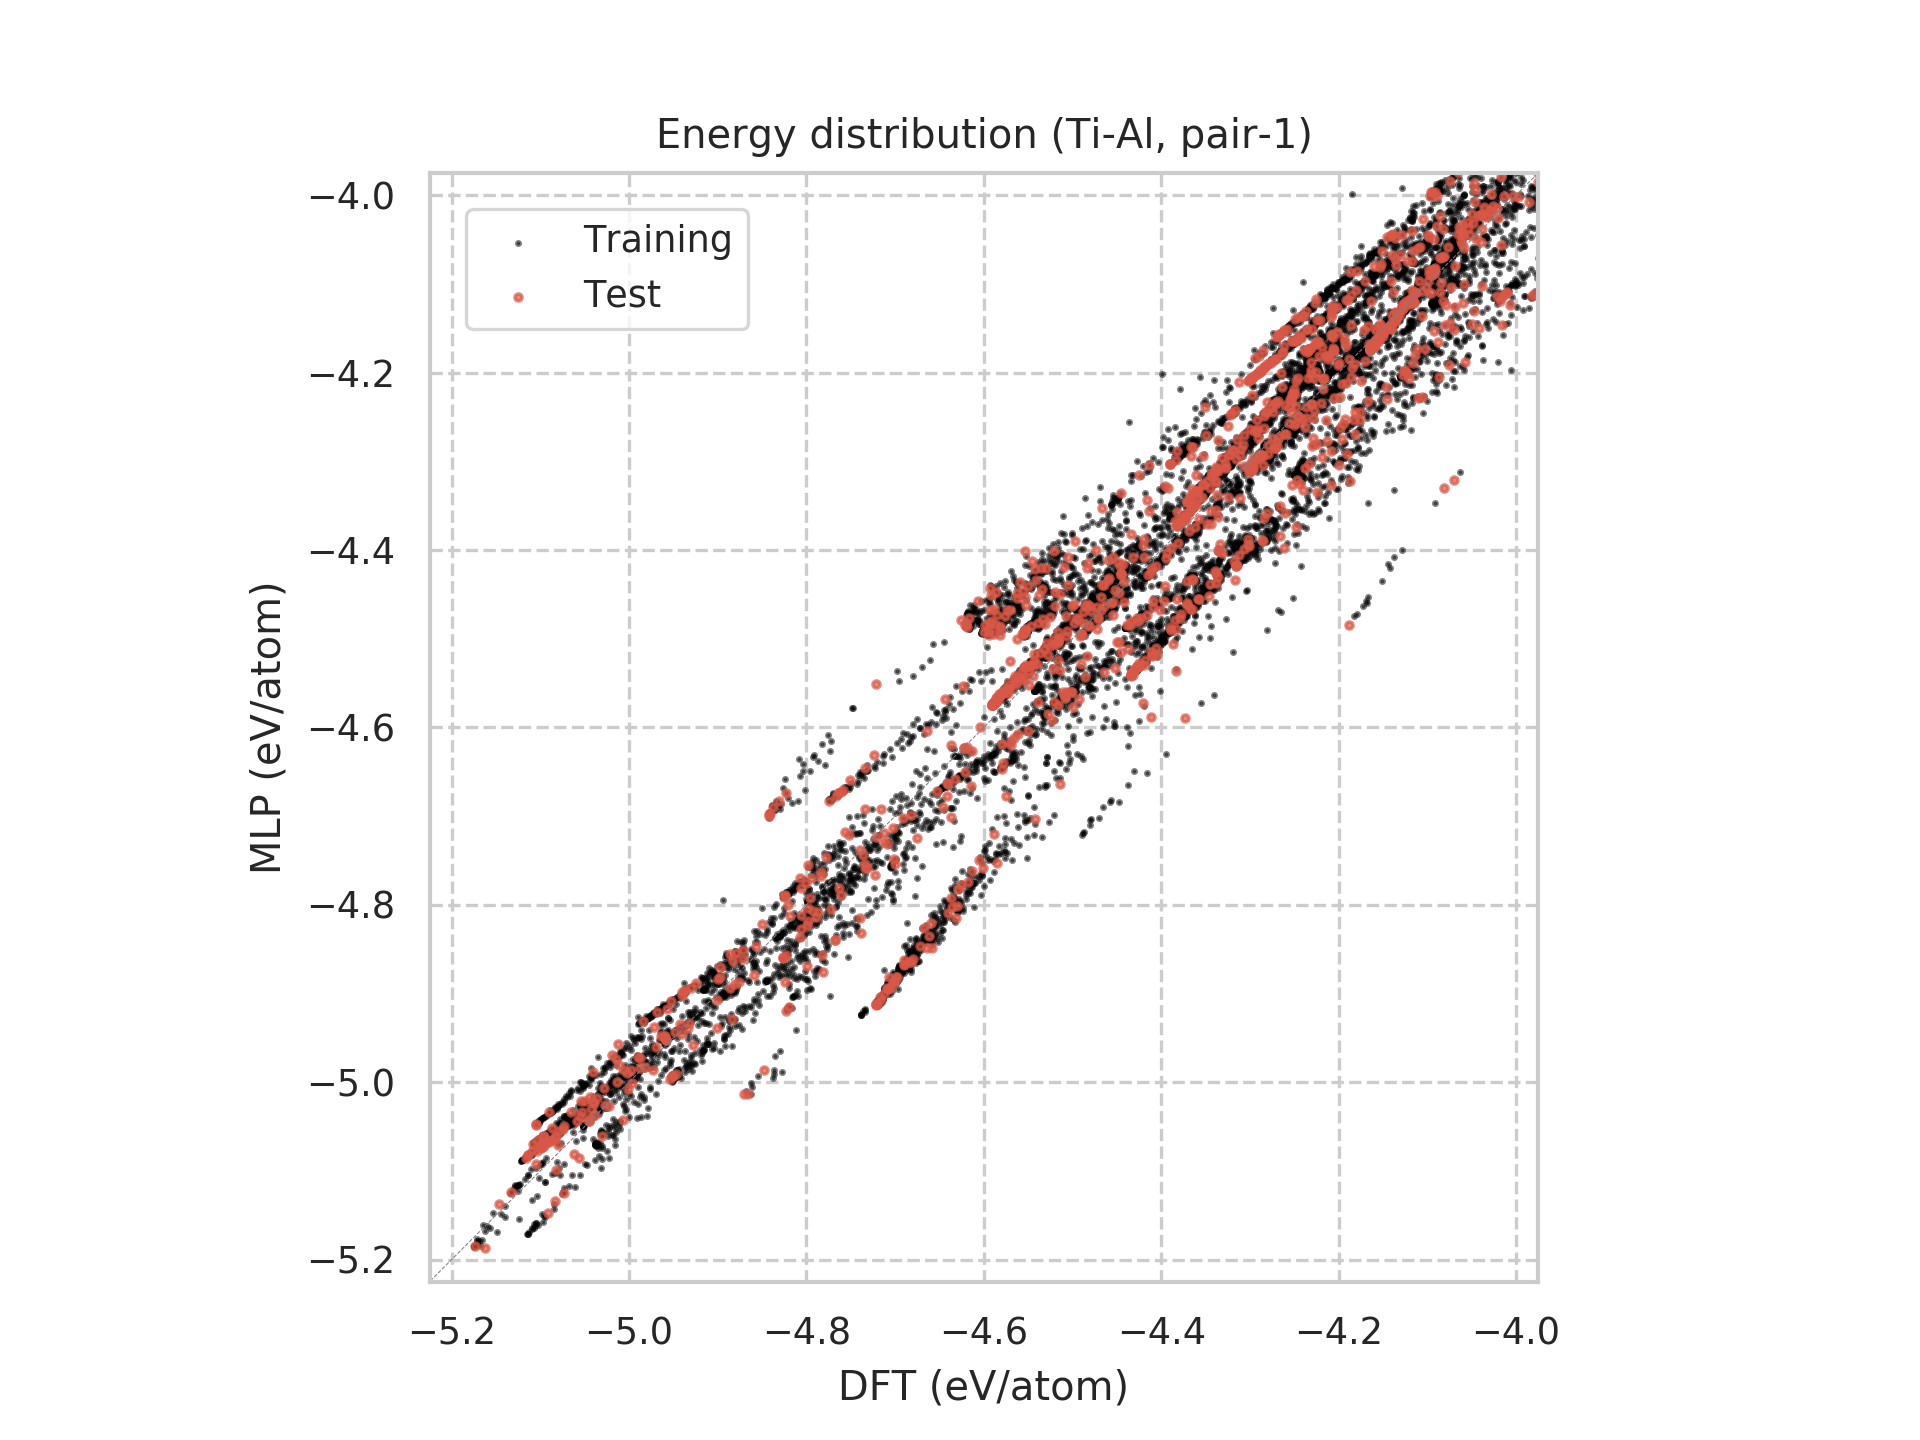 Energy distribution (Ti-Al, pair-1)
Training
Test
−4.0
−4.2
−4.4
−4.6
−4.8
−5.0
−5.2
MLP (eV/atom)
−5.2 −5.0 −4.8 −4.6 −4.4 −4.2 −4.0
DFT (eV/atom)